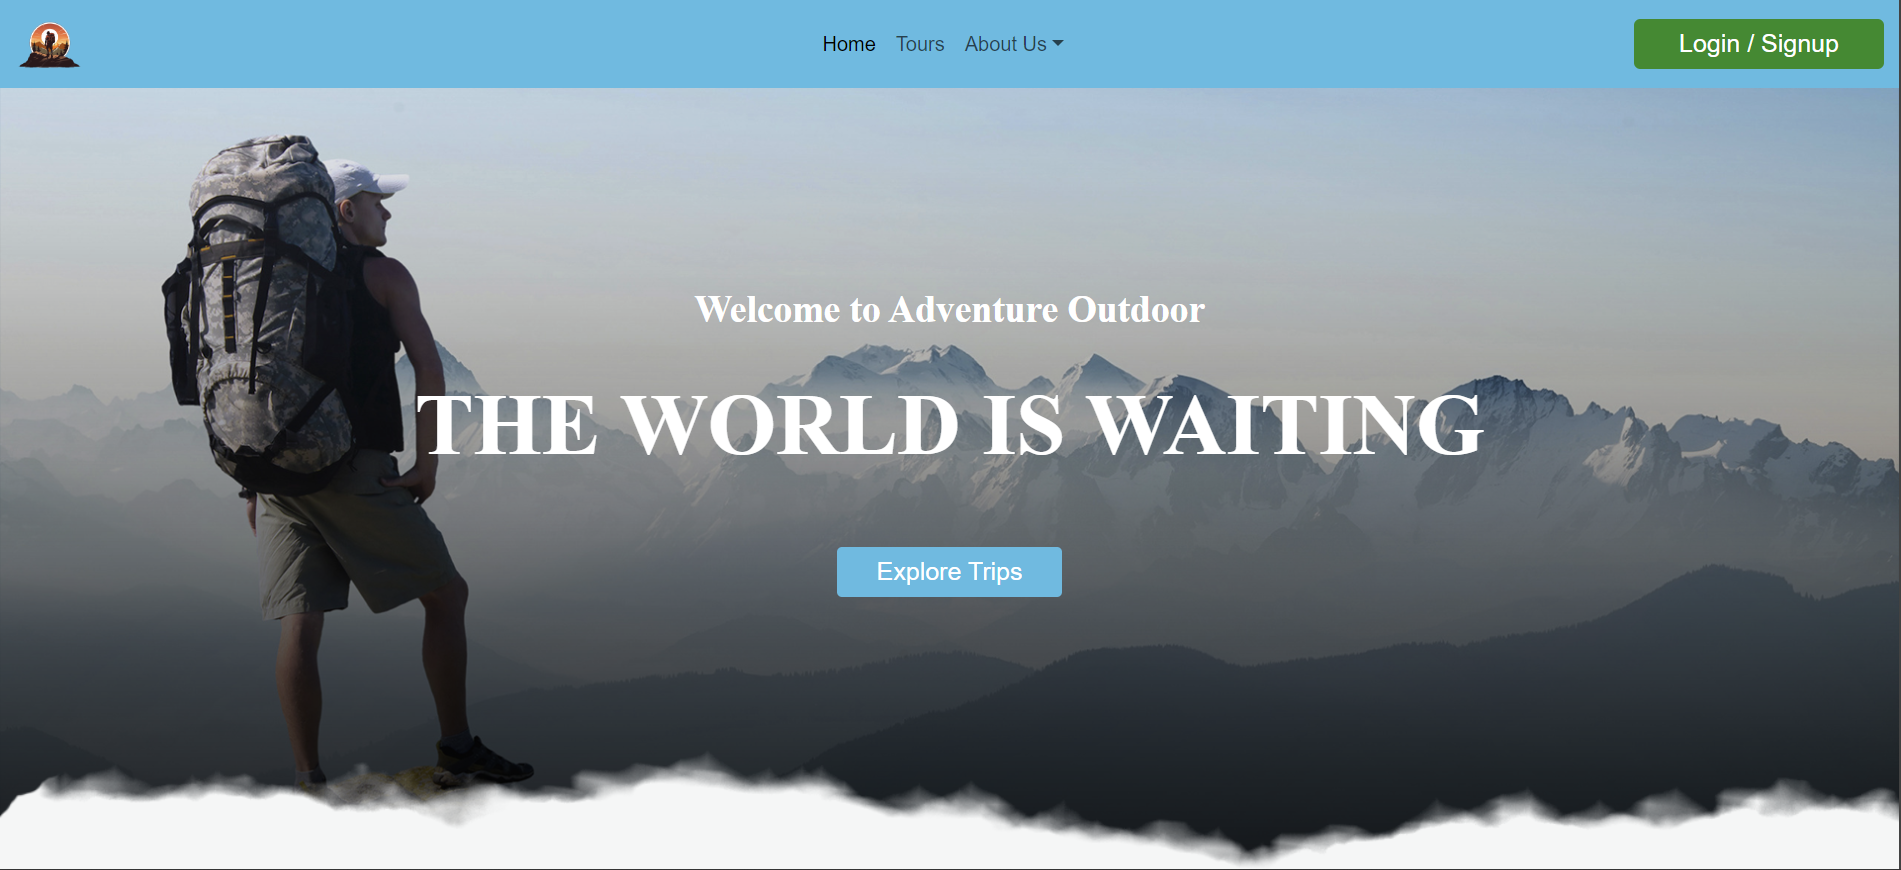 Home Tours About Us
Login / Signup
Welcome to Adventure Outdoor
THE WORLD IS WAITING
Explore Trips